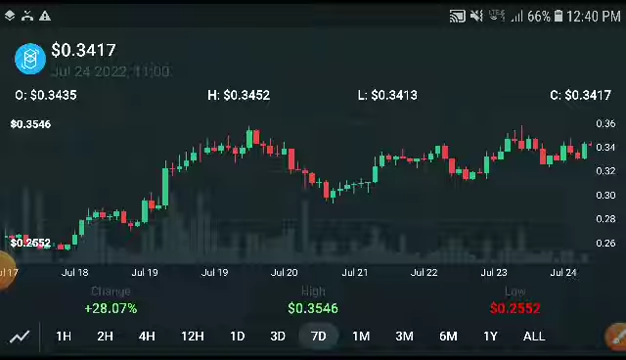 LTE 66% 12:40 PM
$0.3417
Jul 24 2022, 11:00
O: $0.3435 H: $0.3452 L: $0.3413 C: $0.3417
$0.3546
0.36
0.34
0.32
0.30
0.28
0.26
$0.2552
17 Jul 18 Jul 19 Jul 19 Jul 20 Jul 21 Jul 22 Jul 23 Jul 24
Change High Low
+28.07% $0.3546 $0.2552
1H 2H 4H 12H 1D 3D 7D 1M 3M 6M 1Y ALL